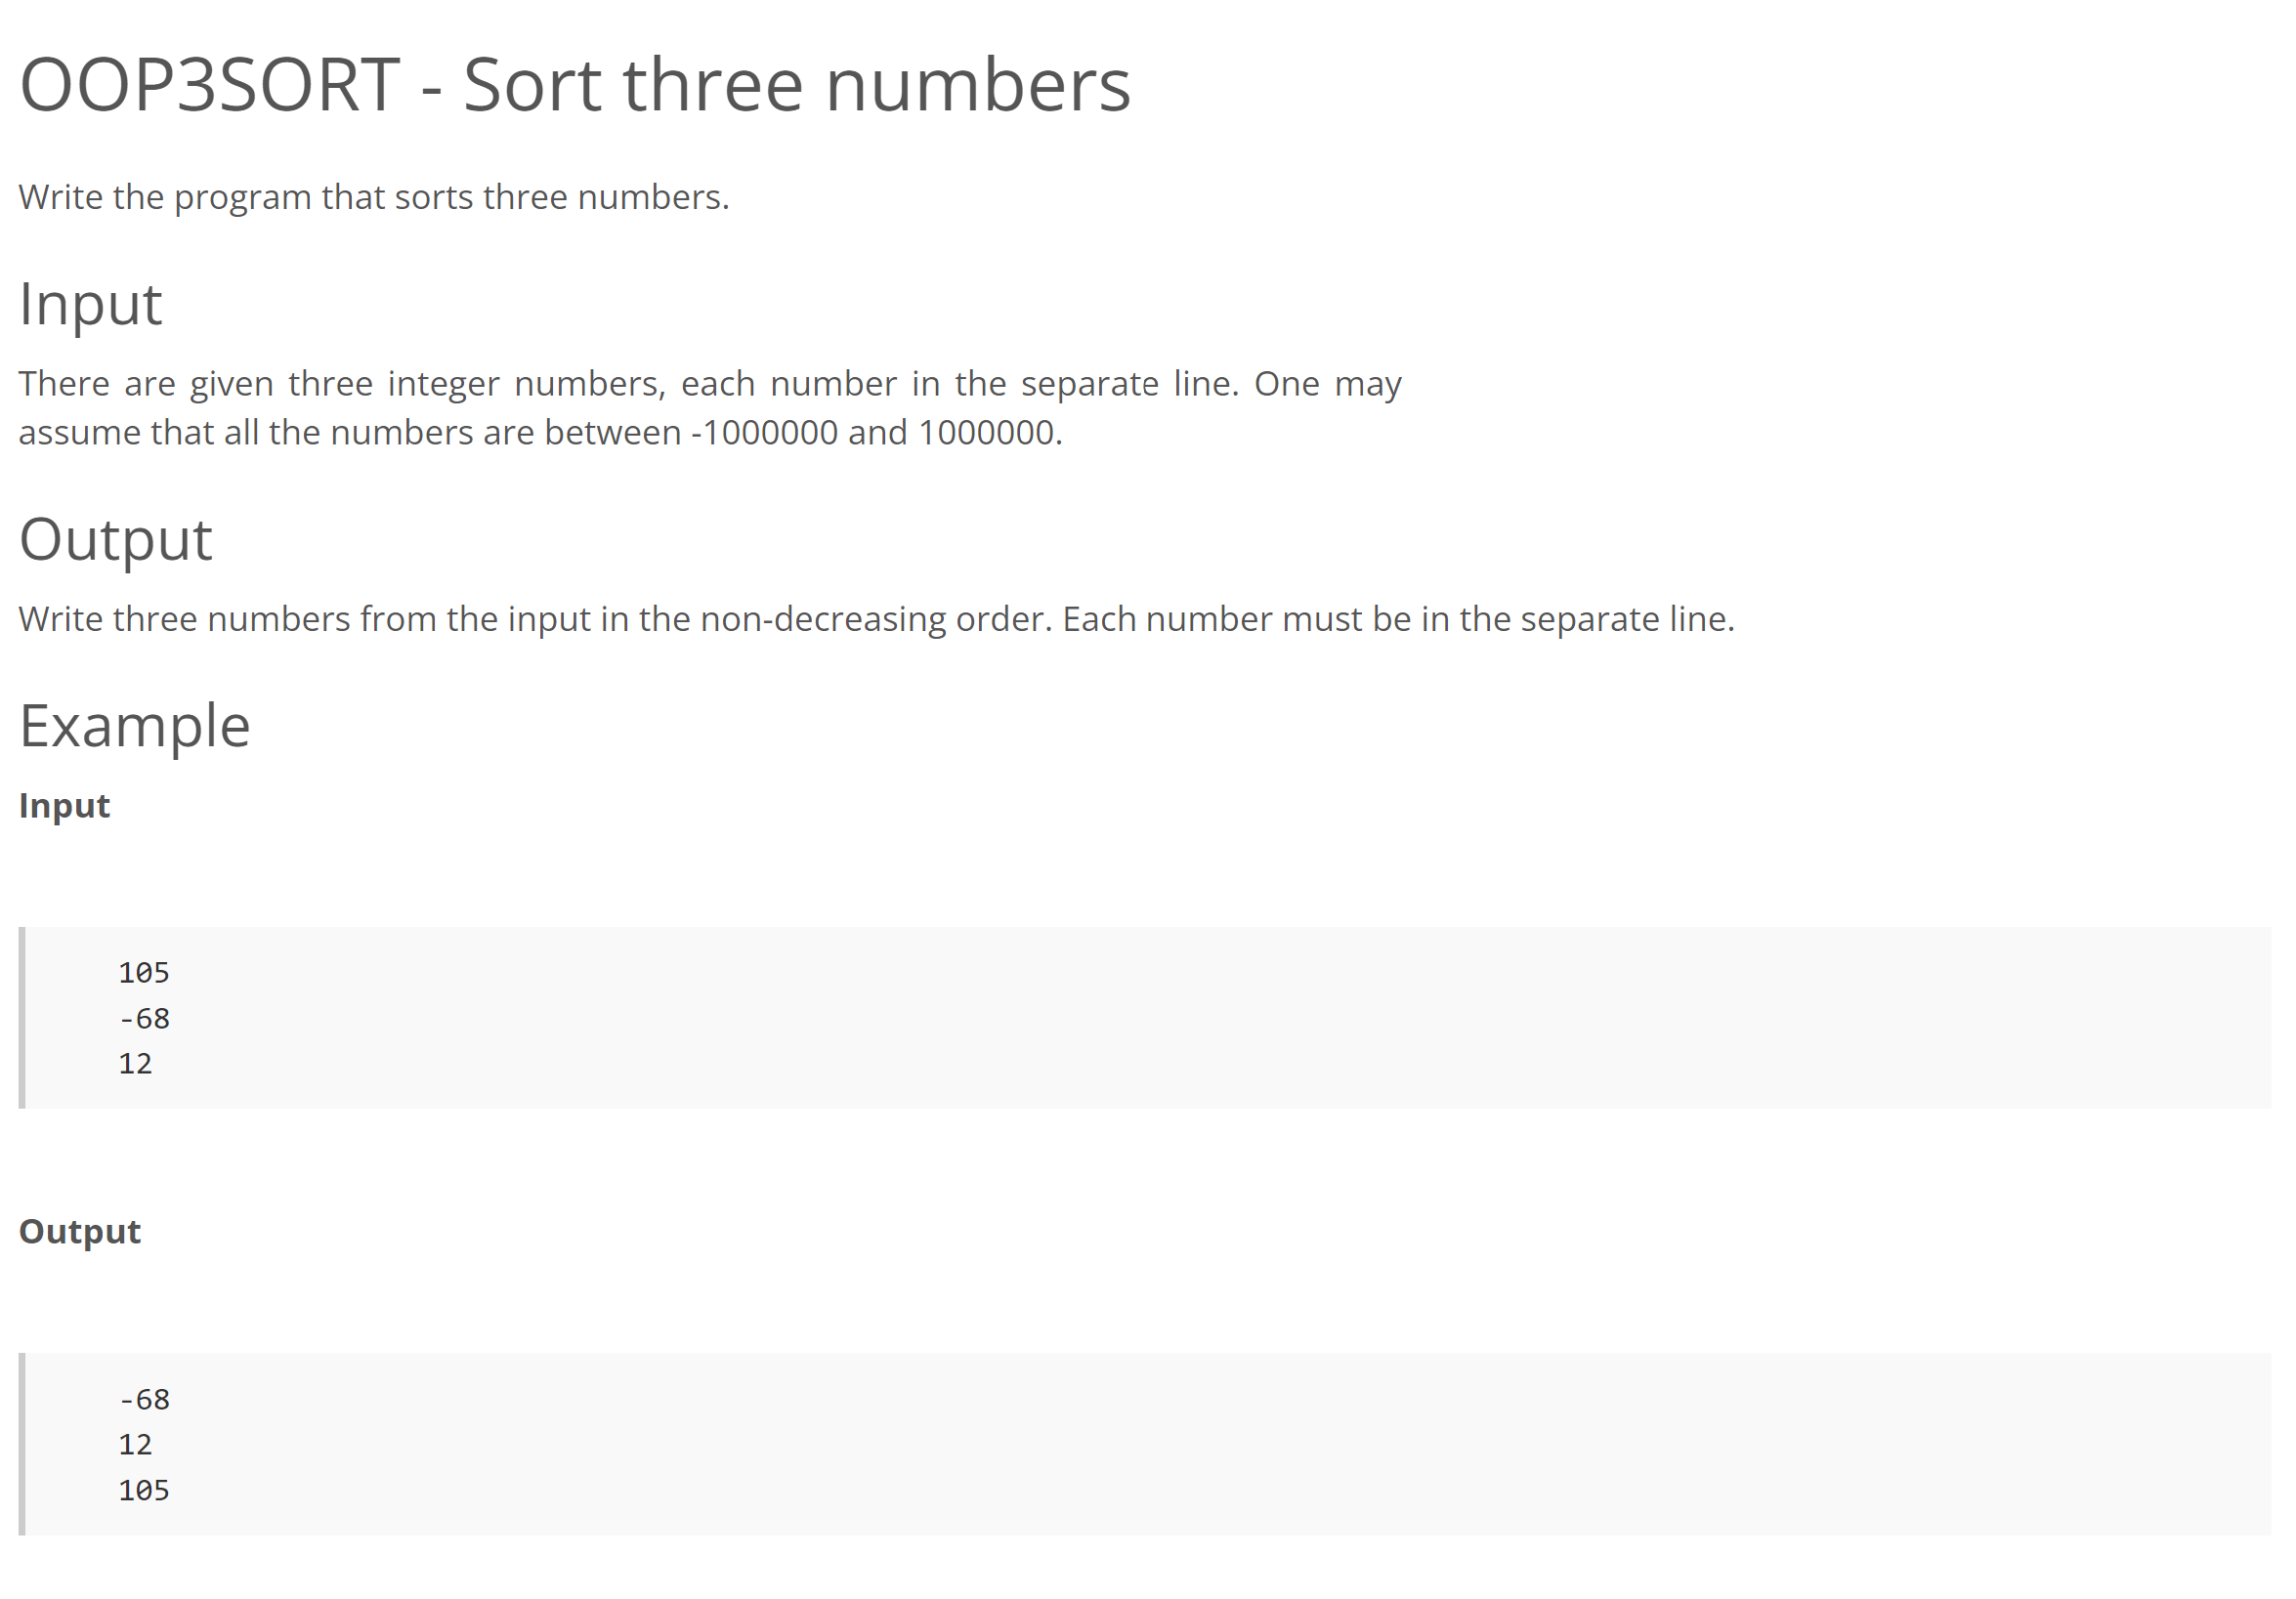 OOP3SORT - Sort three numbers
Write the program that sorts three numbers.
Input
There are given three integer numbers, each number in the separate line. One may
assume that all the numbers are between -1000000 and 1000000.
Output
Write three numbers from the input in the non-decreasing order. Each number must be in the separate line.
Example
Input
105
-68
12
Output
-68
12
105